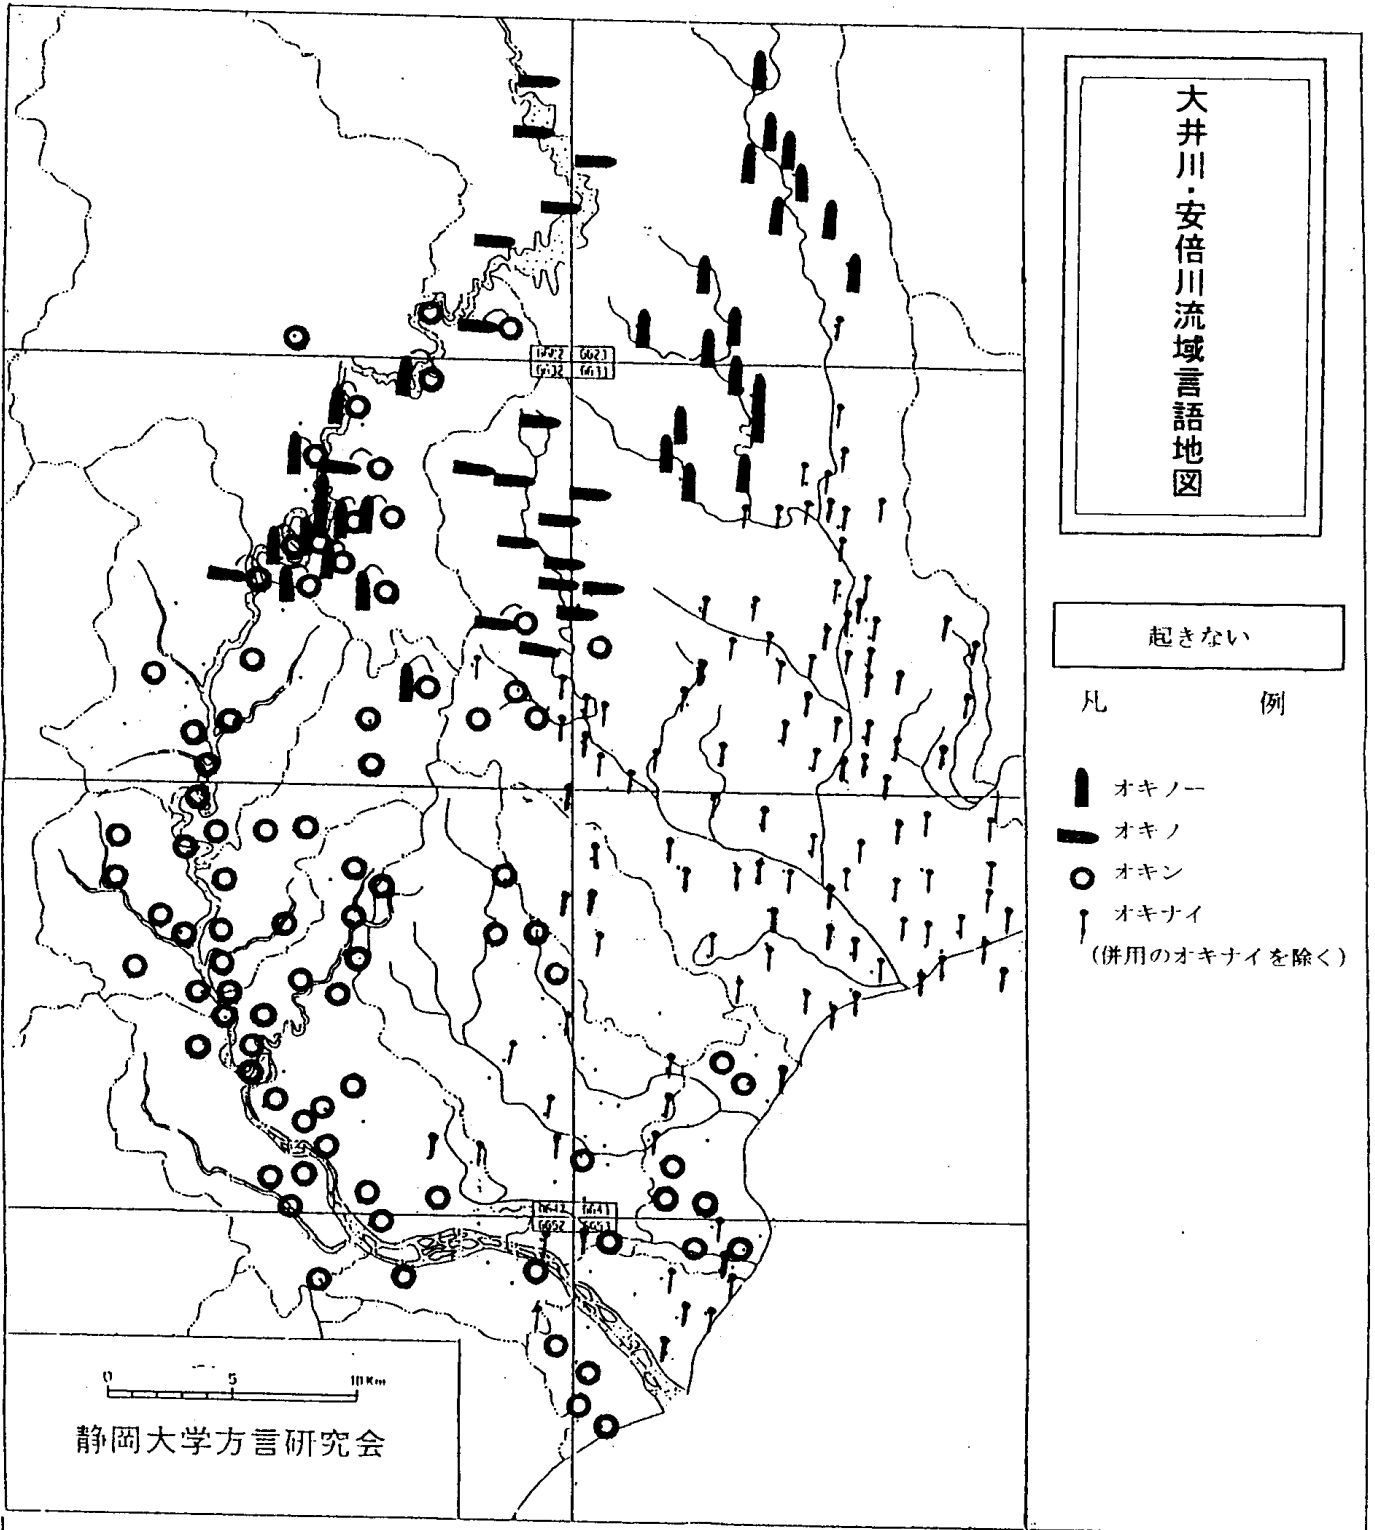 大井川・安倍川流域言語地図
起きない
凡 例
オキノー
オキノ
オキン
オキナイ
(併用のオキナイを除く)
0 5 10Km
静岡大学方言研究会